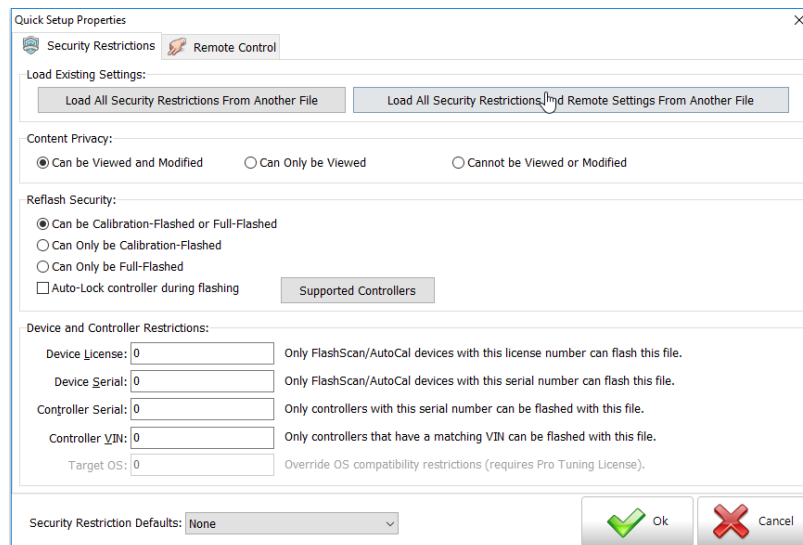 Quick Setup Properties
Security Restrictions
Remote Control
Load Existing Settings:
Load All Security Restrictions From Another File
Load All Security Restrictions and Remote Settings From Another File
Content Privacy:
Can be Viewed and Modified
Can Only be Viewed
Cannot be Viewed or Modified
Reflash Security:
Can be Calibration-Flashed or Full-Flashed
Can Only be Calibration-Flashed
Can Only be Full-Flashed
Auto-Lock controller during flashing
Supported Controllers
Device and Controller Restrictions:
Device License: 0 Only FlashScan/AutoCal devices with this license number can flash this file.
Device Serial: 0 Only FlashScan/AutoCal devices with this serial number can flash this file.
Controller Serial: 0 Only controllers with this serial number can be flashed with this file.
Controller VIN: 0 Only controllers that have a matching VIN can be flashed with this file.
Target OS: 0 Override OS compatibility restrictions (requires Pro Tuning License).
Security Restriction Defaults: None
Ok
Cancel